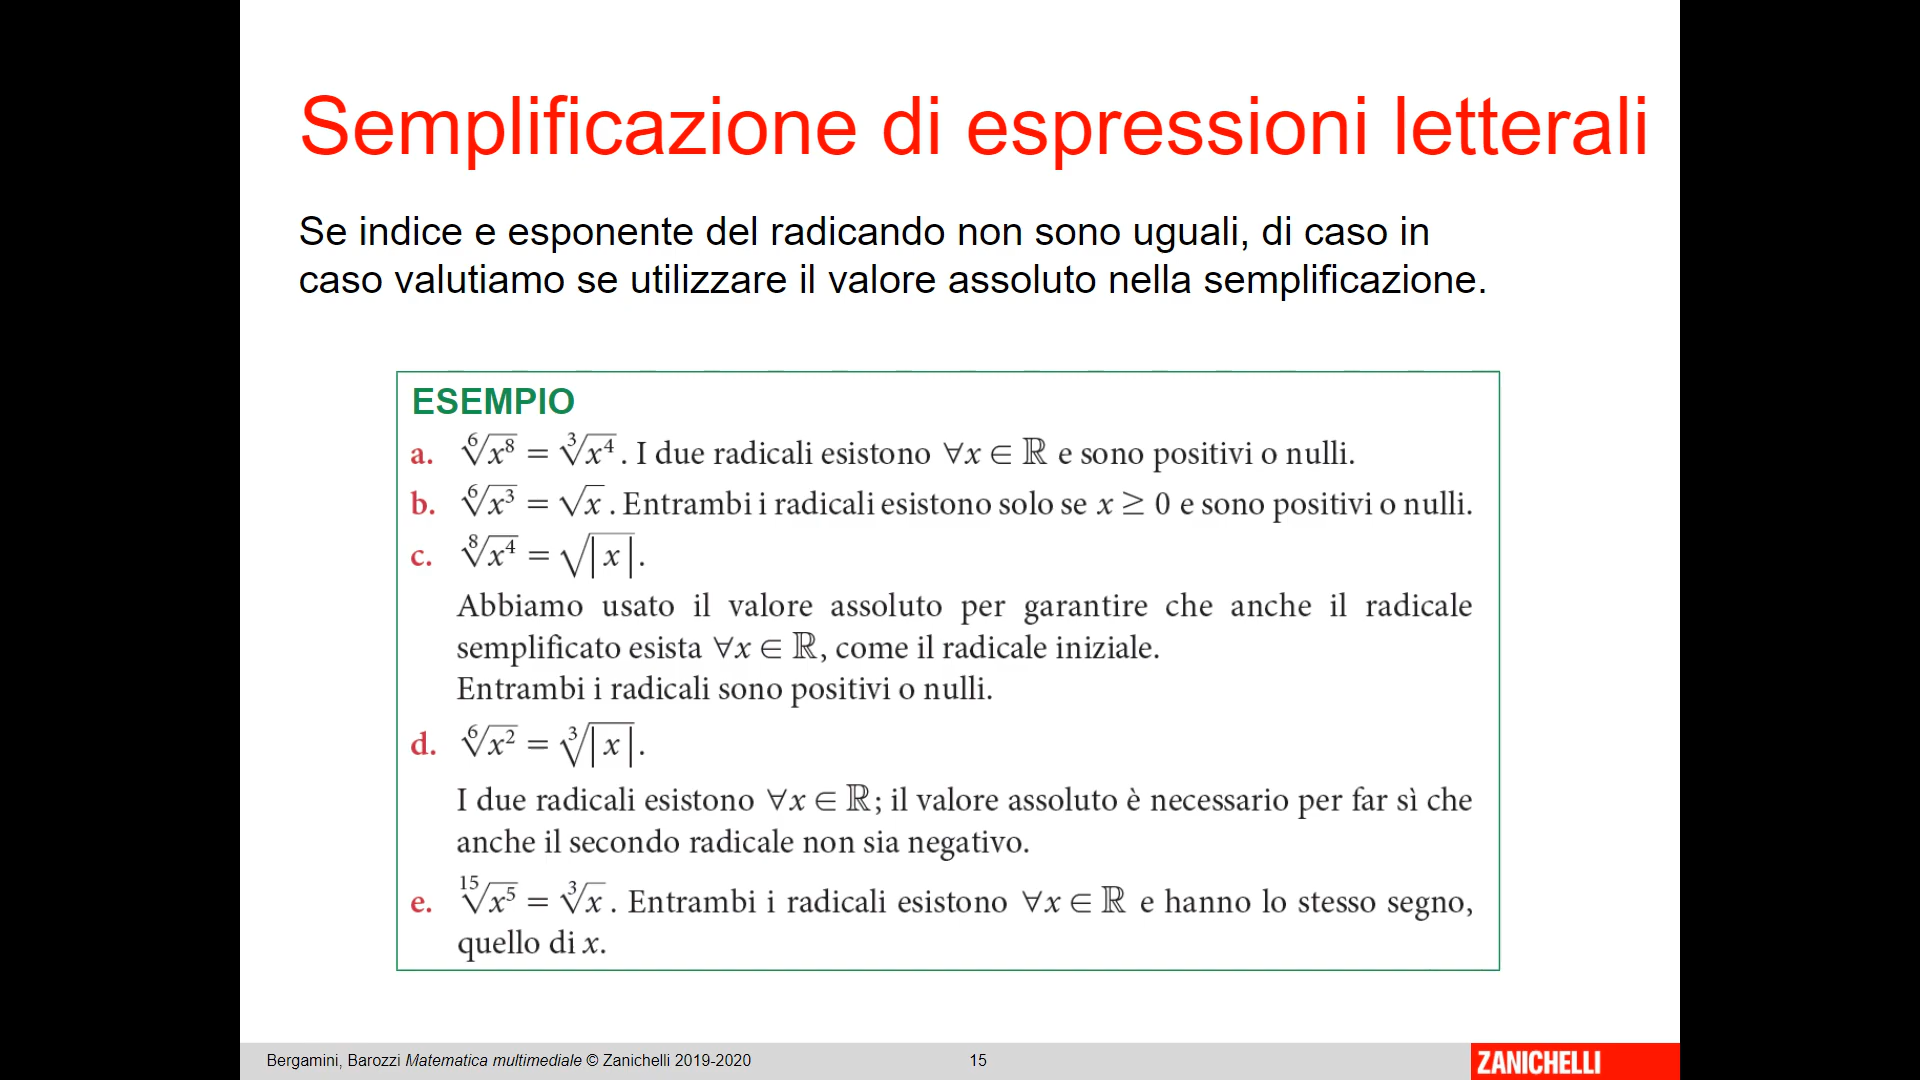 Semplificazione di espressioni letterali
Se indice e esponente del radicando non sono uguali, di caso in
caso valutiamo se utilizzare il valore assoluto nella semplificazione.
ESEMPIO
a. ⁶√x⁸ = ³√x⁴. I due radicali esistono ∀x ∈ ℝ e sono positivi o nulli.
b. ⁶√x³ = √x. Entrambi i radicali esistono solo se x ≥ 0 e sono positivi o nulli.
c. ⁸√x⁴ = √|x|.
Abbiamo usato il valore assoluto per garantire che anche il radicale
semplificato esista ∀x ∈ ℝ, come il radicale iniziale.
Entrambi i radicali sono positivi o nulli.
d. ⁶√x² = ³√|x|.
I due radicali esistono ∀x ∈ ℝ; il valore assoluto è necessario per far sì che
anche il secondo radicale non sia negativo.
e. ¹⁵√x⁵ = ³√x. Entrambi i radicali esistono ∀x ∈ ℝ e hanno lo stesso segno,
quello di x.
Bergamini, Barozzi Matematica multimediale © Zanichelli 2019-2020
15
ZANICHELLI